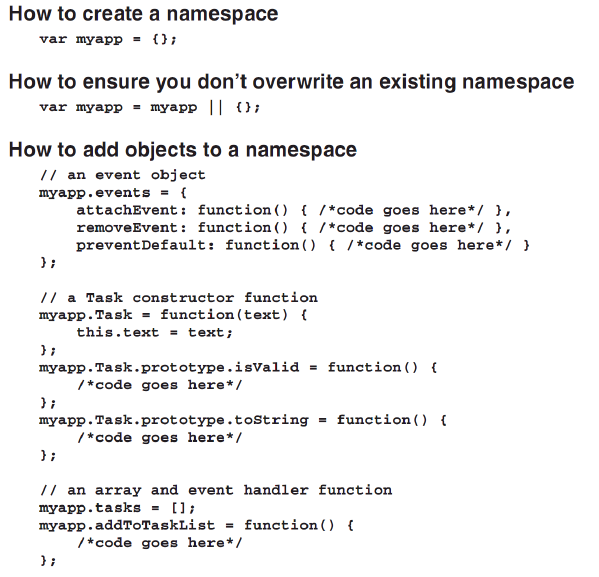 How to create a namespace
var myapp = {};
How to ensure you don’t overwrite an existing namespace
var myapp = myapp || {};
How to add objects to a namespace
// an event object
myapp.events = {
    attachEvent: function() { /*code goes here*/ },
    removeEvent: function() { /*code goes here*/ },
    preventDefault: function() { /*code goes here*/ }
};
// a Task constructor function
myapp.Task = function(text) {
    this.text = text;
};
myapp.Task.prototype.isValid = function() {
    /*code goes here*/
};
myapp.Task.prototype.toString = function() {
    /*code goes here*/
};
// an array and event handler function
myapp.tasks = [];
myapp.addToTaskList = function() {
    /*code goes here*/
};